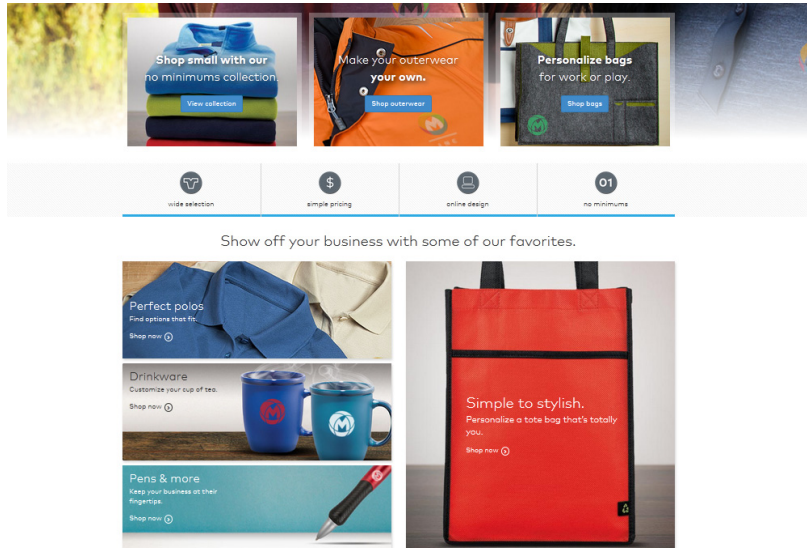 Shop small with our
no minimums collection.
View collection
Make your outerwear
your own.
Shop outerwear
Personalize bags
for work or play.
Shop bags
wide selection
$
simple pricing
online design
01
no minimums
Show off your business with some of our favorites.
Perfect polos
Find options that fit.
Shop now
Drinkware
Customize your cup of tea.
Shop now
Pens & more
Keep your business at their
fingertips.
Shop now
Simple to stylish.
Personalize a tote bag that's totally
you.
Shop now
M
M
M